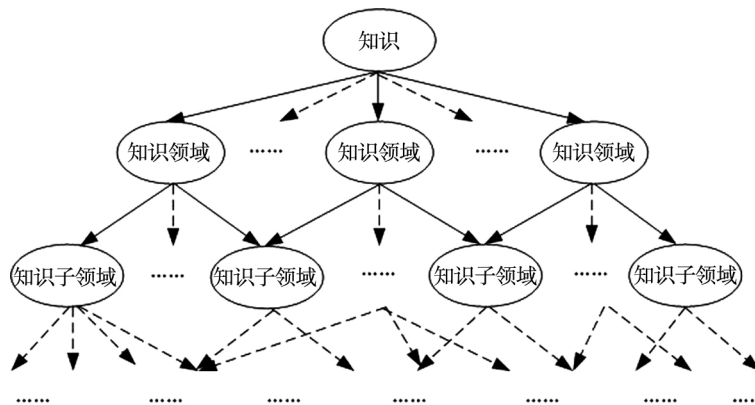 知识
知识领域 …… 知识领域 …… 知识领域
知识子领域 …… 知识子领域 …… 知识子领域 …… 知识子领域
…… …… …… …… …… …… ……